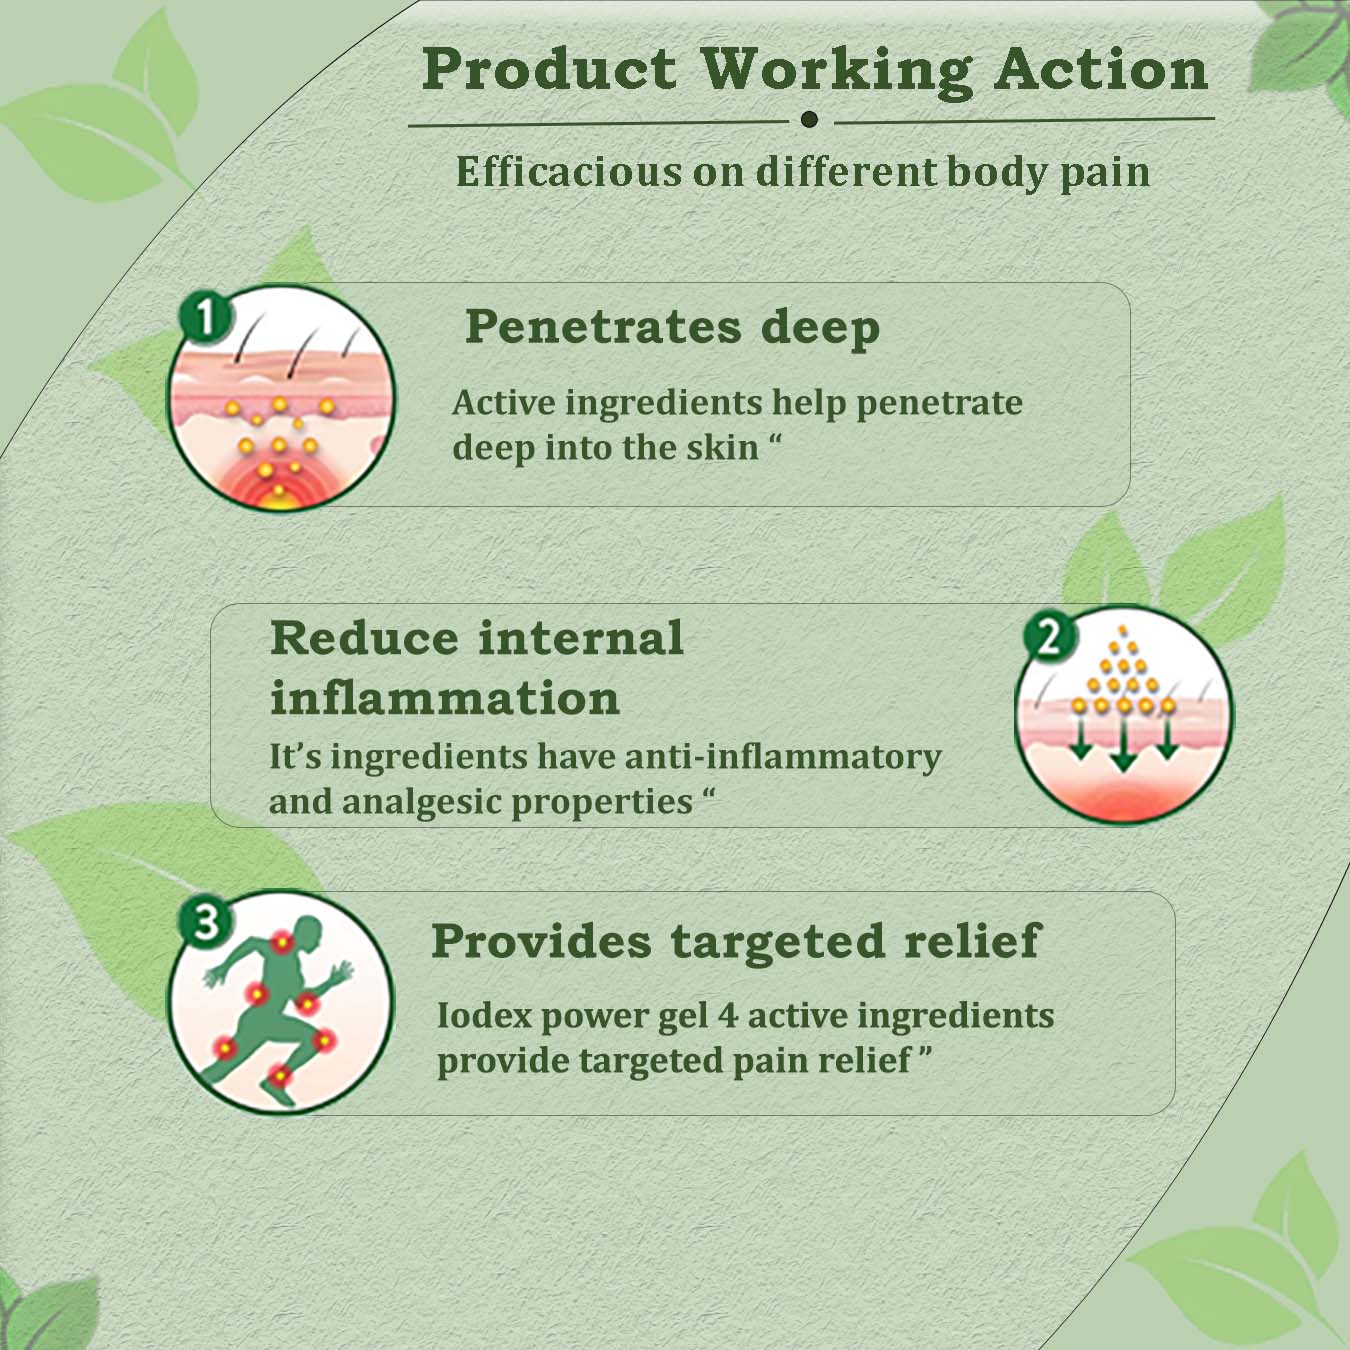 Product Working Action
Efficacious on different body pain
1
Penetrates deep
Active ingredients help penetrate
deep into the skin “
Reduce internal
inflammation
It’s ingredients have anti-inflammatory
and analgesic properties “
2
3
Provides targeted relief
Iodex power gel 4 active ingredients
provide targeted pain relief ”